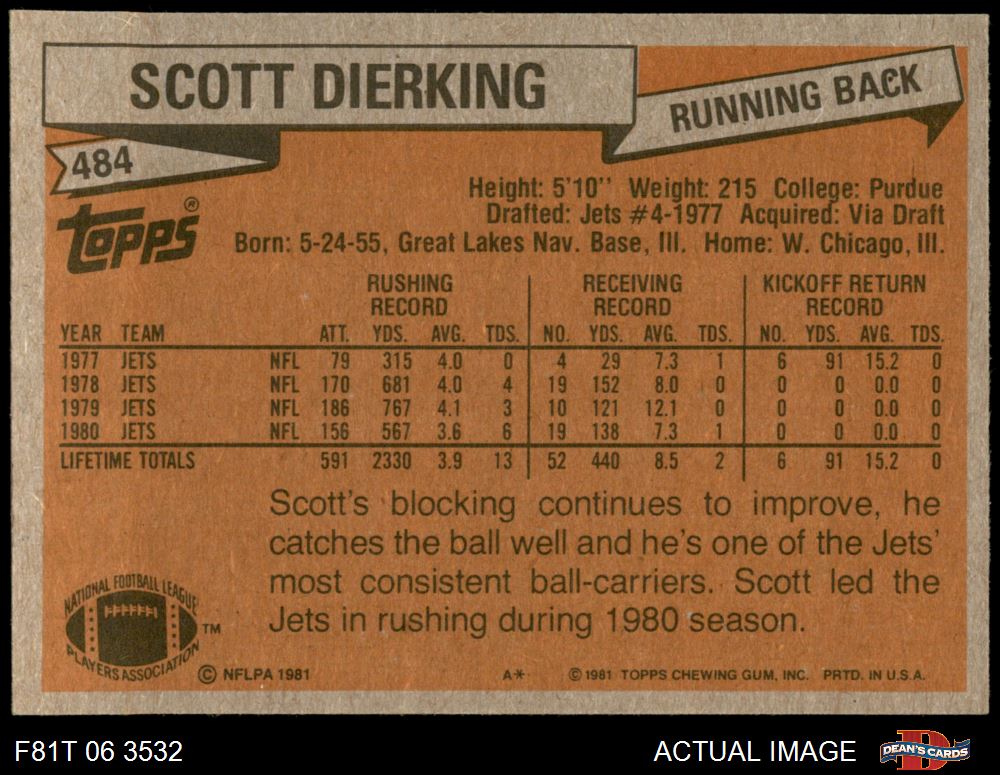 SCOTT DIERKING
RUNNING BACK
484
TOPPS®
Height: 5'10'' Weight: 215 College: Purdue
Drafted: Jets #4-1977 Acquired: Via Draft
Born: 5-24-55, Great Lakes Nav. Base, Ill. Home: W. Chicago, Ill.
RUSHING RECORD RECEIVING RECORD KICKOFF RETURN RECORD
YEAR TEAM ATT. YDS. AVG. TDS. NO. YDS. AVG. TDS. NO. YDS. AVG. TDS.
1977 JETS NFL 79 315 4.0 0 4 29 7.3 1 6 91 15.2 0
1978 JETS NFL 170 681 4.0 4 19 152 8.0 0 0 0 0.0 0
1979 JETS NFL 186 767 4.1 3 10 121 12.1 0 0 0 0.0 0
1980 JETS NFL 156 567 3.6 6 19 138 7.3 1 0 0 0.0 0
LIFETIME TOTALS 591 2330 3.9 13 52 440 8.5 2 6 91 15.2 0
Scott's blocking continues to improve, he
catches the ball well and he's one of the Jets'
most consistent ball-carriers. Scott led the
Jets in rushing during 1980 season.
NATIONAL FOOTBALL LEAGUE
PLAYERS ASSOCIATION
TM
© NFLPA 1981 A* © 1981 TOPPS CHEWING GUM, INC. PRTD. IN U.S.A.
F81T 06 3532 ACTUAL IMAGE
D
DEAN'S CARDS